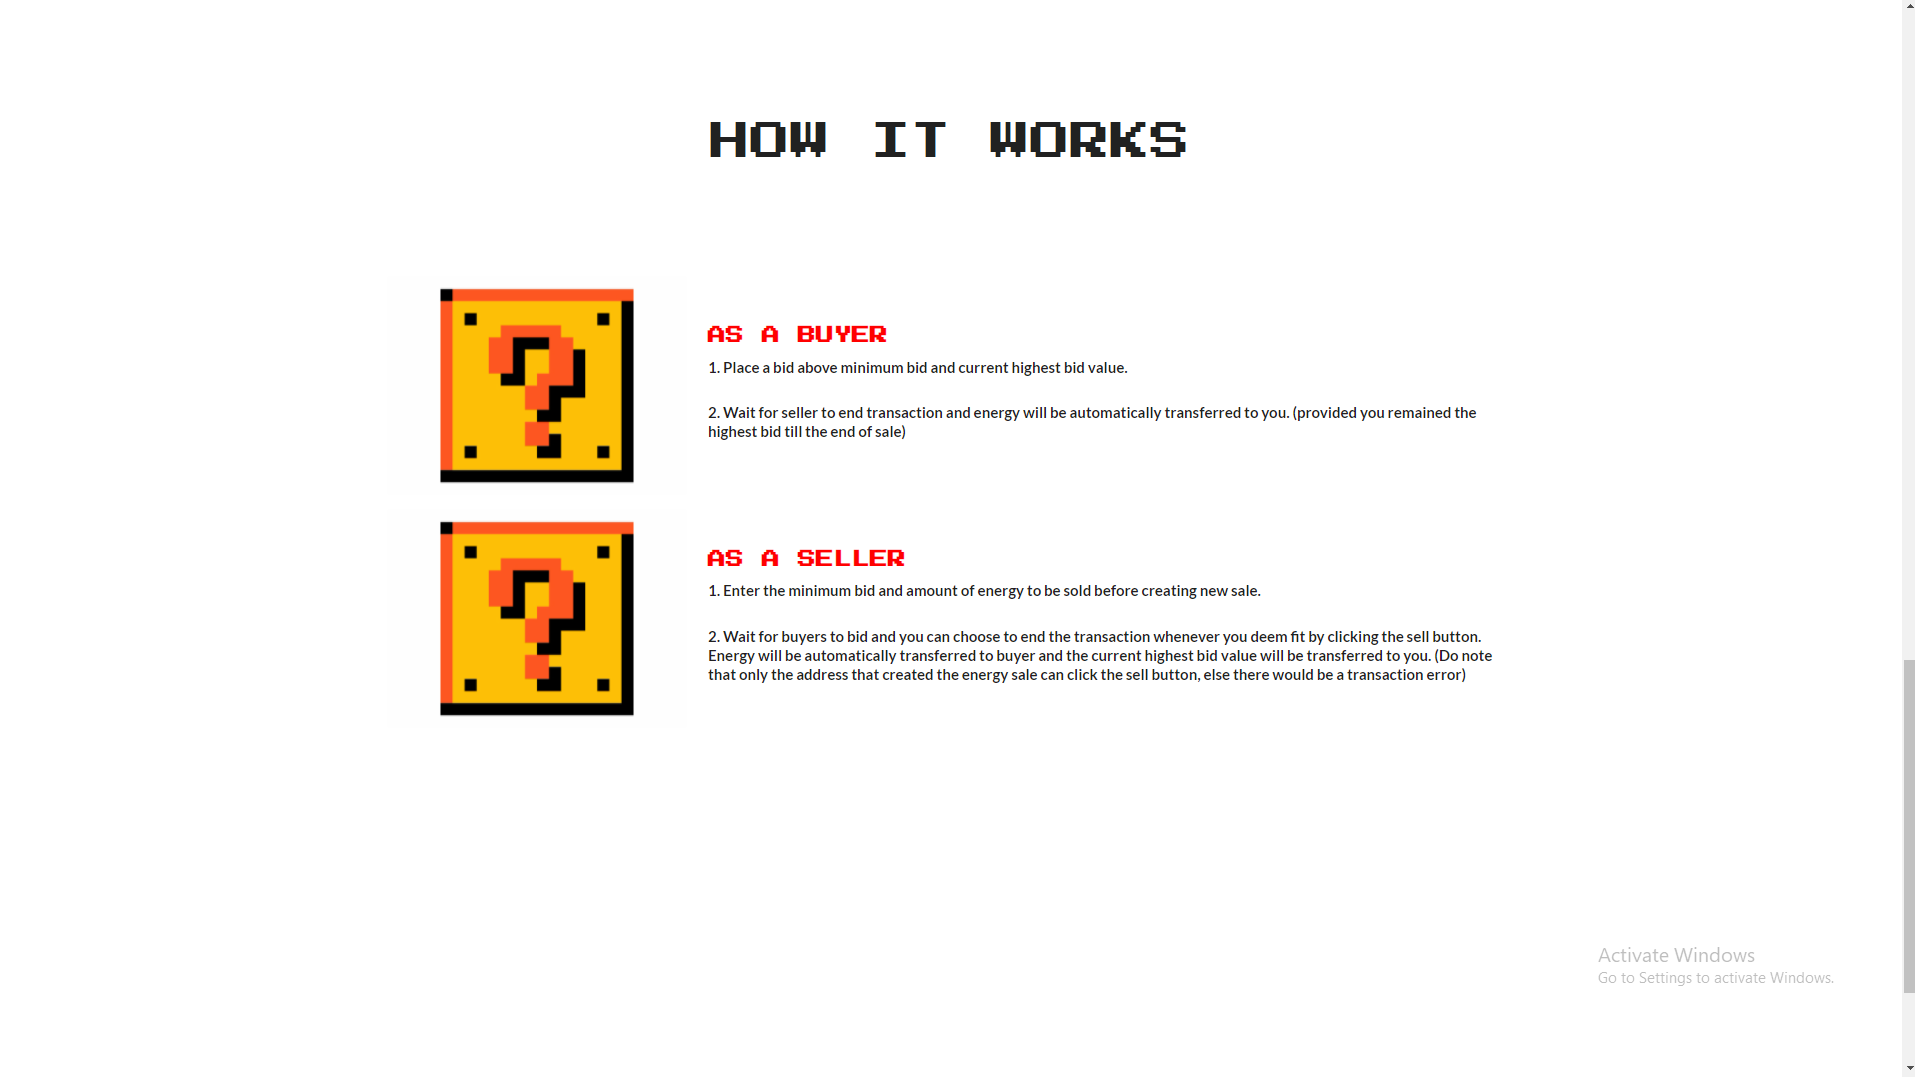 HOW IT WORKS
AS A BUYER
1. Place a bid above minimum bid and current highest bid value.
2. Wait for seller to end transaction and energy will be automatically transferred to you. (provided you remained the
highest bid till the end of sale)
AS A SELLER
1. Enter the minimum bid and amount of energy to be sold before creating new sale.
2. Wait for buyers to bid and you can choose to end the transaction whenever you deem fit by clicking the sell button.
Energy will be automatically transferred to buyer and the current highest bid value will be transferred to you. (Do note
that only the address that created the energy sale can click the sell button, else there would be a transaction error)
Activate Windows
Go to Settings to activate Windows.